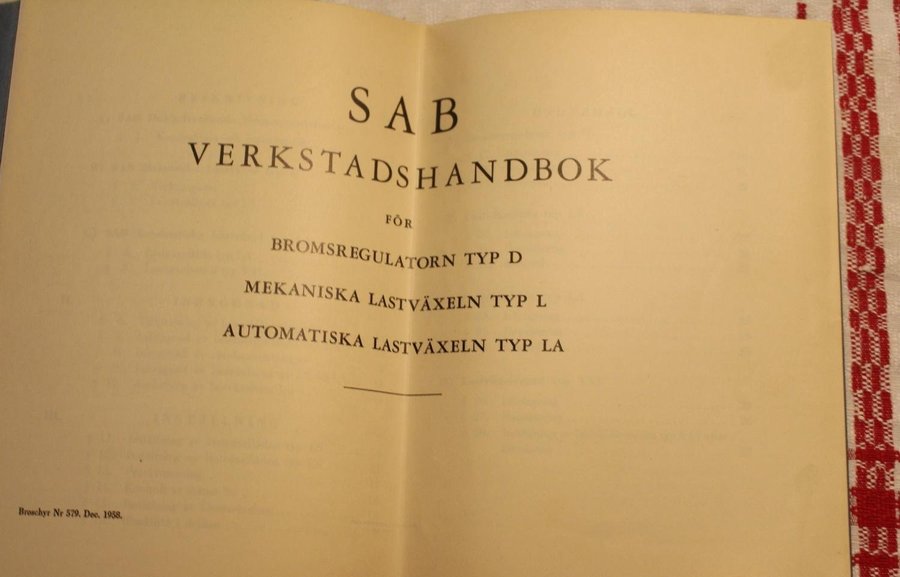 SAB
VERKSTADSHANDBOK
FÖR
BROMSREGULATORN TYP D
MEKANISKA LASTVÄXELN TYP L
AUTOMATISKA LASTVÄXELN TYP LA
Broschyr Nr 579. Dec. 1958.